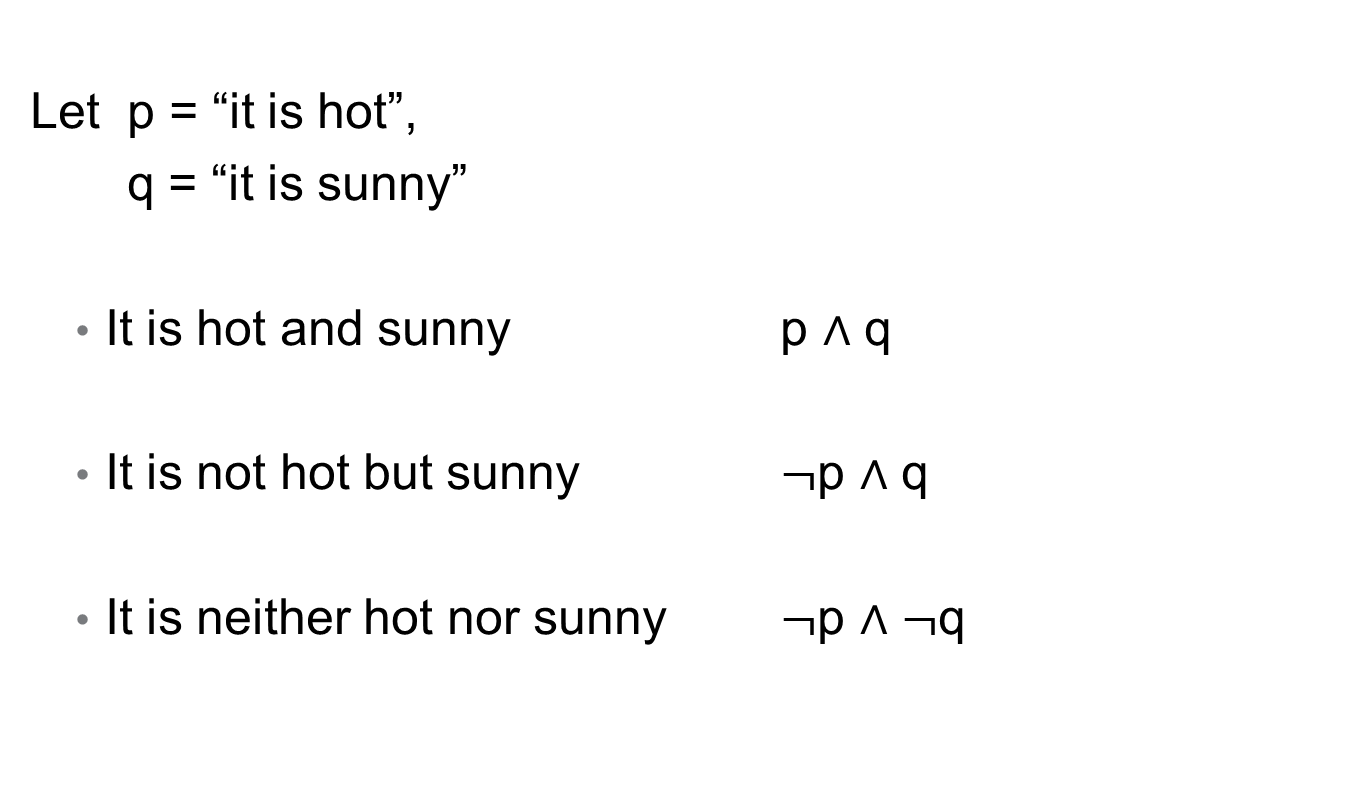 Let p = “it is hot”,
q = “it is sunny”
• It is hot and sunny p ∧ q
• It is not hot but sunny ¬p ∧ q
• It is neither hot nor sunny ¬p ∧ ¬q